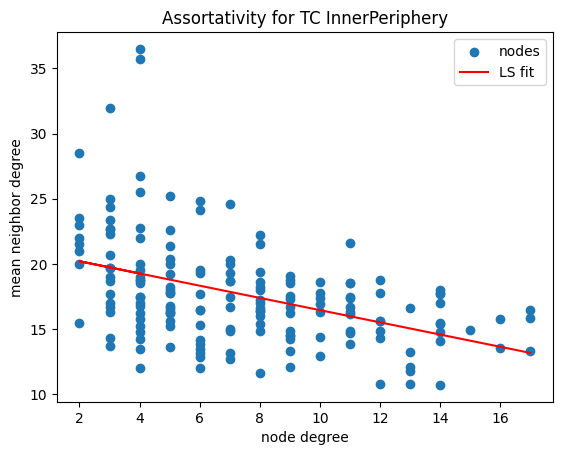 Assortativity for TC InnerPeriphery
nodes
LS fit
mean neighbor degree
35
30
25
20
15
10
2 4 6 8 10 12 14 16
node degree